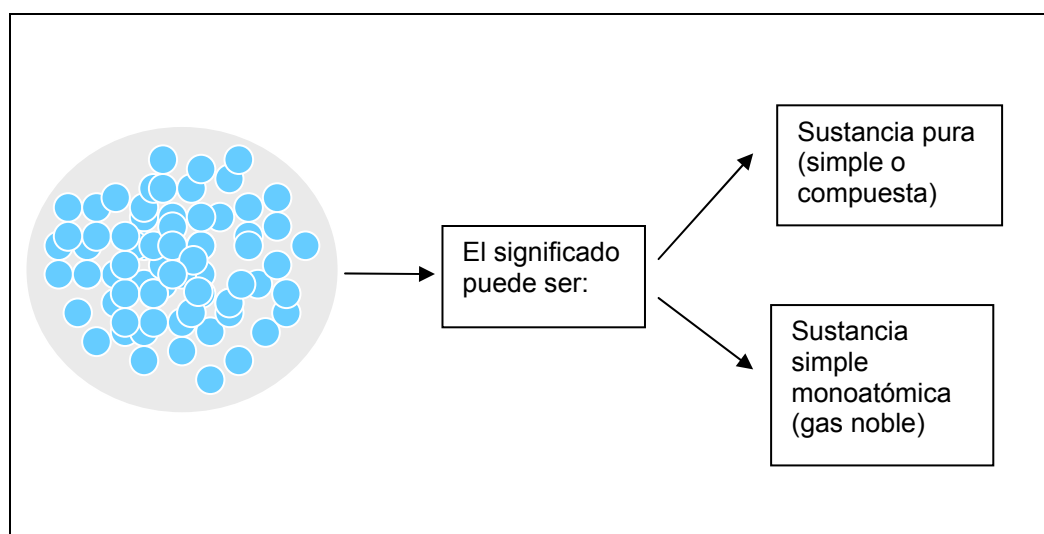 Sustancia pura
(simple o
compuesta)
El significado
puede ser:
Sustancia
simple
monoatómica
(gas noble)